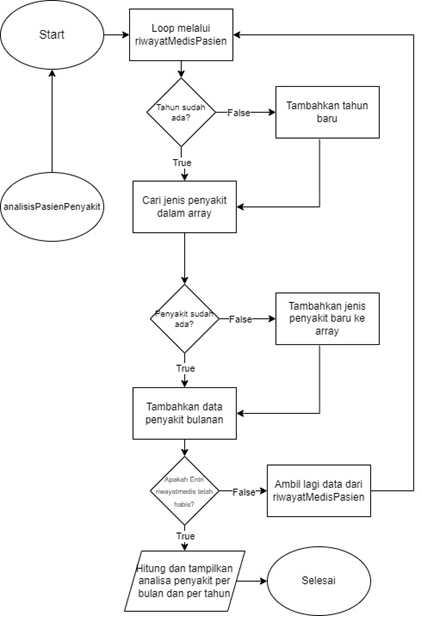 Start
Loop melalui
riwayatMedisPasien
Tahun sudah
ada?
False
Tambahkan tahun
baru
True
analisisPasienPenyakit
Cari jenis penyakit
dalam array
Penyakit sudah
ada?
False
Tambahkan jenis
penyakit baru ke
array
True
Tambahkan data
penyakit bulanan
Apakah Entri
riwayatmedis telah
habis?
False
Ambil lagi data dari
riwayatMedisPasien
True
Hitung dan tampilkan
analisa penyakit per
bulan dan per tahun
Selesai